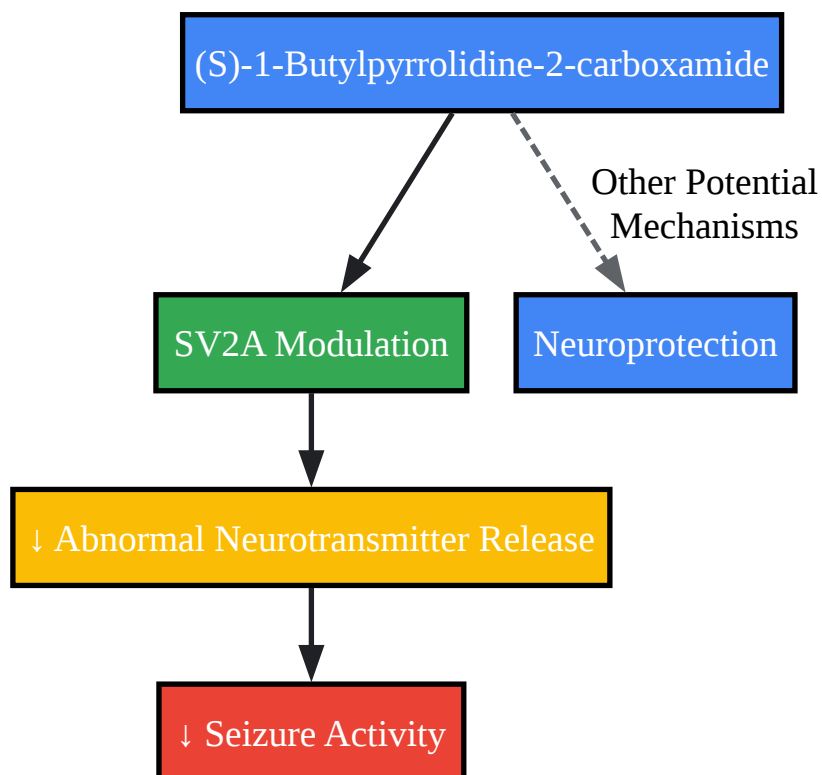 (S)-1-Butylpyrrolidine-2-carboxamide
Other Potential
Mechanisms
SV2A Modulation
Neuroprotection
↓ Abnormal Neurotransmitter Release
↓ Seizure Activity